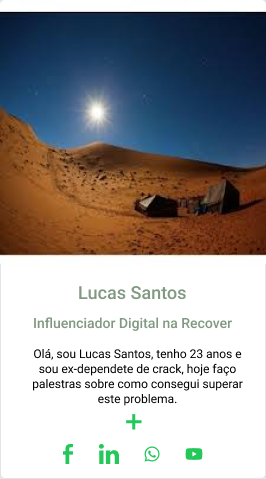 Lucas Santos
Influenciador Digital na Recover
Olá, sou Lucas Santos, tenho 23 anos e
sou ex-dependete de crack, hoje faço
palestras sobre como consegui superar
este problema.